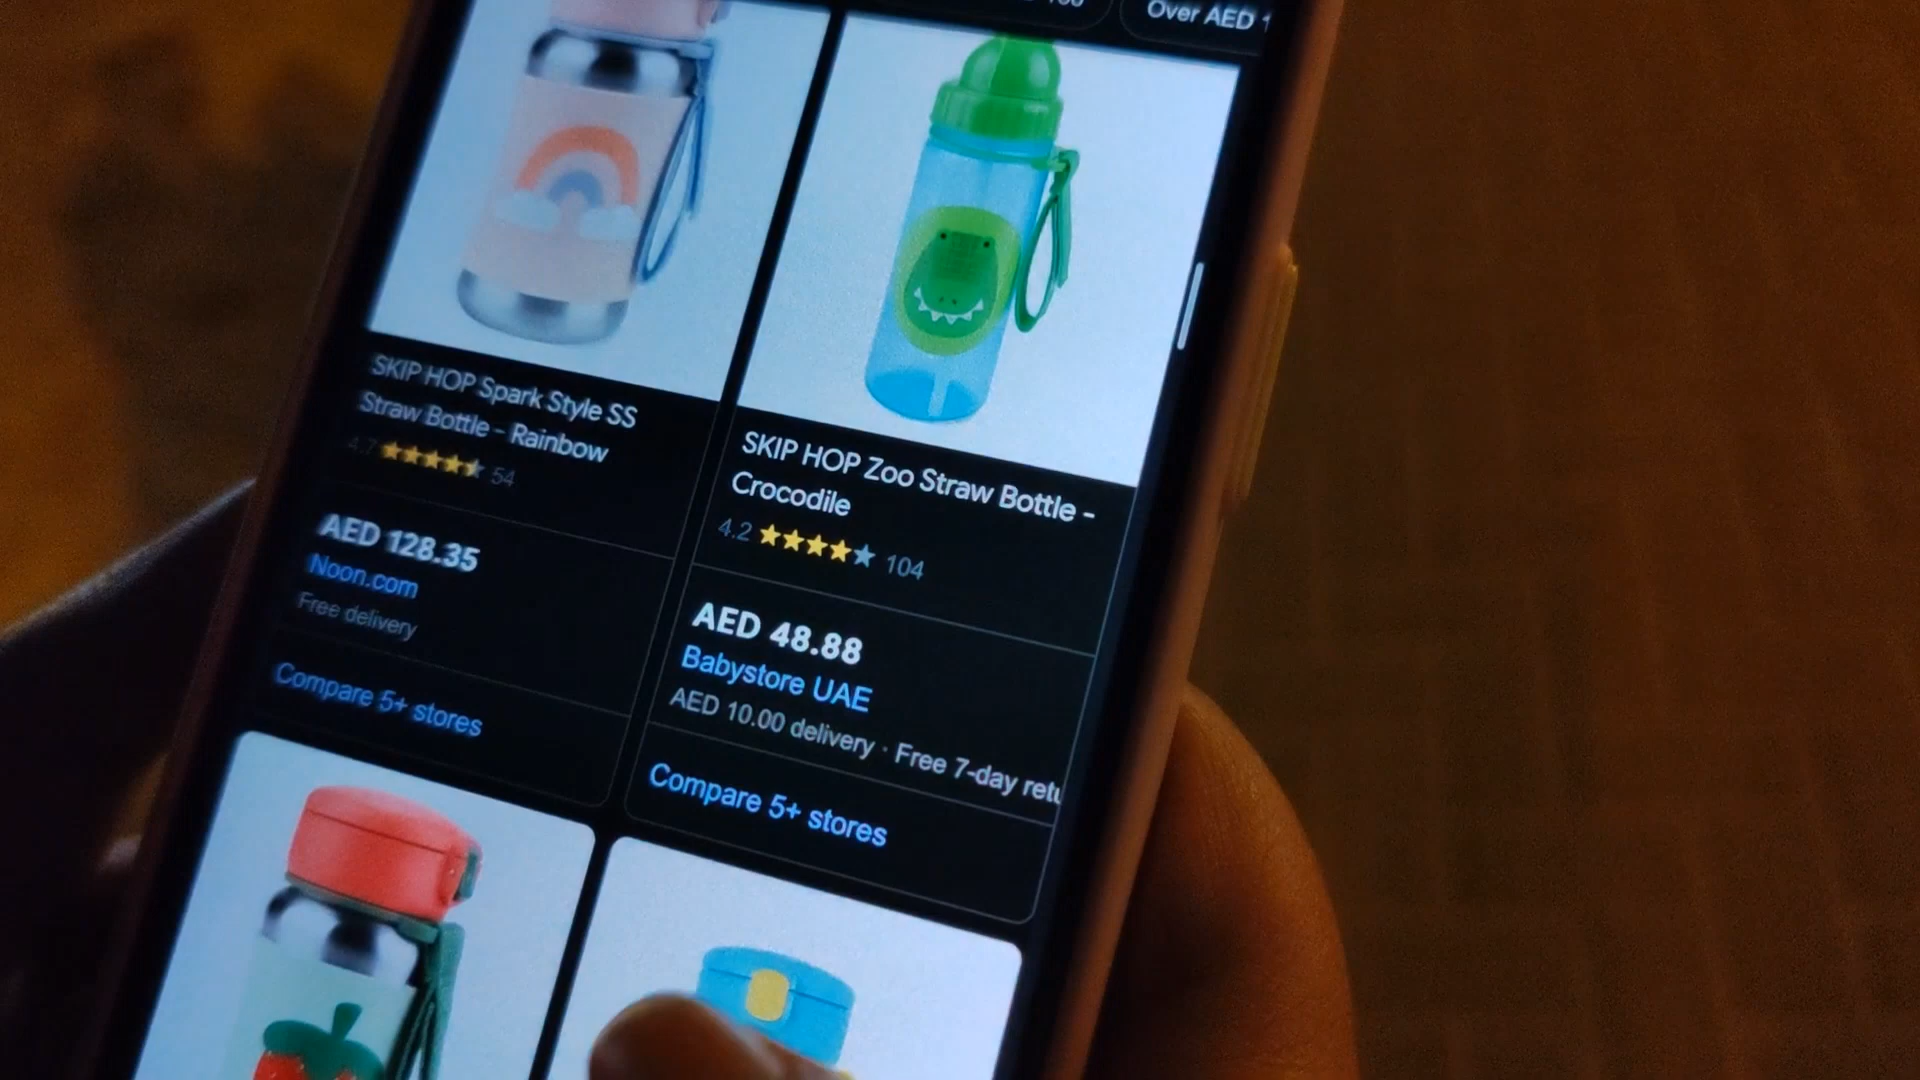 Over AED
SKIP HOP Spark Style SS
Straw Bottle - Rainbow
4.7 54
AED 128.35
Noon.com
Free delivery
Compare 5+ stores
SKIP HOP Zoo Straw Bottle -
Crocodile
4.2 104
AED 48.88
Babystore UAE
AED 10.00 delivery · Free 7-day retu
Compare 5+ stores